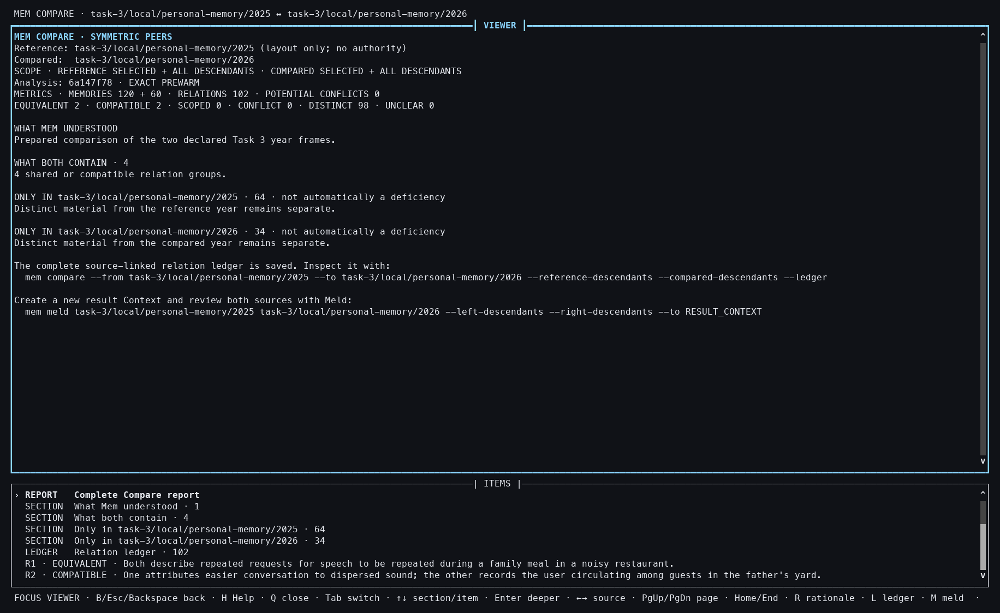 MEM COMPARE · task-3/local/personal-memory/2025 ↔ task-3/local/personal-memory/2026
VIEWER
MEM COMPARE · SYMMETRIC PEERS
Reference: task-3/local/personal-memory/2025 (layout only; no authority)
Compared:  task-3/local/personal-memory/2026
SCOPE · REFERENCE SELECTED + ALL DESCENDANTS · COMPARED SELECTED + ALL DESCENDANTS
Analysis: 6a147f78 · EXACT PREWARM
METRICS · MEMORIES 120 + 60 · RELATIONS 102 · POTENTIAL CONFLICTS 0
EQUIVALENT 2 · COMPATIBLE 2 · SCOPED 0 · CONFLICT 0 · DISTINCT 98 · UNCLEAR 0
WHAT MEM UNDERSTOOD
Prepared comparison of the two declared Task 3 year frames.
WHAT BOTH CONTAIN · 4
4 shared or compatible relation groups.
ONLY IN task-3/local/personal-memory/2025 · 64 · not automatically a deficiency
Distinct material from the reference year remains separate.
ONLY IN task-3/local/personal-memory/2026 · 34 · not automatically a deficiency
Distinct material from the compared year remains separate.
The complete source-linked relation ledger is saved. Inspect it with:
  mem compare --from task-3/local/personal-memory/2025 --to task-3/local/personal-memory/2026 --reference-descendants --compared-descendants --ledger
Create a new result Context and review both sources with Meld:
  mem meld task-3/local/personal-memory/2025 task-3/local/personal-memory/2026 --left-descendants --right-descendants --to RESULT_CONTEXT
ITEMS
› REPORT   Complete Compare report
  SECTION  What Mem understood · 1
  SECTION  What both contain · 4
  SECTION  Only in task-3/local/personal-memory/2025 · 64
  SECTION  Only in task-3/local/personal-memory/2026 · 34
  LEDGER   Relation ledger · 102
  R1 · EQUIVALENT · Both describe repeated requests for speech to be repeated during a family meal in a noisy restaurant.
  R2 · COMPATIBLE · One attributes easier conversation to dispersed sound; the other records the user circulating among guests in the father's yard.
FOCUS VIEWER · B/Esc/Backspace back · H Help · Q close · Tab switch · ↑↓ section/item · Enter deeper · ←→ source · PgUp/PgDn page · Home/End · R rationale · L ledger · M meld  ·